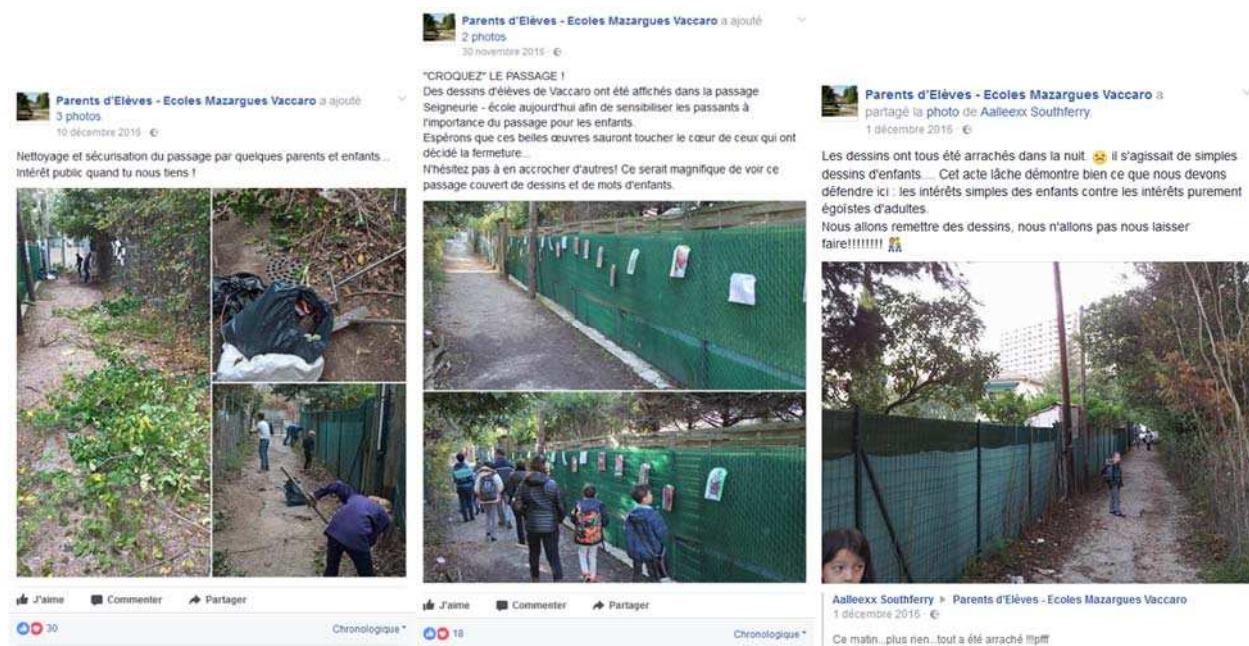 Parents d'Elèves - Ecoles Mazargues Vaccaro a ajouté
3 photos
10 décembre 2016
Nettoyage et sécurisation du passage par quelques parents et enfants...
Intérêt public quand tu nous tiens !
J'aime Commenter Partager
30 Chronologique
Parents d'Elèves - Ecoles Mazargues Vaccaro a ajouté
2 photos
30 novembre 2016
"CROQUEZ" LE PASSAGE !
Des dessins d'élèves de Vaccaro ont été affichés dans la passage
Seigneurie - école aujourd'hui afin de sensibiliser les passants à
l'importance du passage pour les enfants.
Espérons que ces belles œuvres sauront toucher le cœur de ceux qui ont
décidé la fermeture...
N'hésitez pas à en accrocher d'autres! Ce serait magnifique de voir ce
passage couvert de dessins et de mots d'enfants.
J'aime Commenter Partager
18 Chronologique
Parents d'Elèves - Ecoles Mazargues Vaccaro a
partagé la photo de Aalleexx Southferry.
1 décembre 2016
Les dessins ont tous été arrachés dans la nuit. il s'agissait de simples
dessins d'enfants.... Cet acte lâche démontre bien ce que nous devons
défendre ici : les intérêts simples des enfants contre les intérêts purement
égoïstes d'adultes.
Nous allons remettre des dessins, nous n'allons pas nous laisser
faire!!!!!!!!
Aalleexx Southferry ▶ Parents d'Elèves - Ecoles Mazargues Vaccaro
1 décembre 2016
Ce matin...plus rien...tout a été arraché !!!pfff